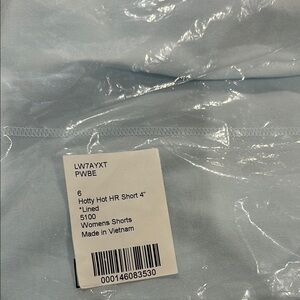 LW7AYXT
PWBE
6
Hotty Hot HR Short 4"
*Lined
5100
Womens Shorts
Made in Vietnam
000146083530